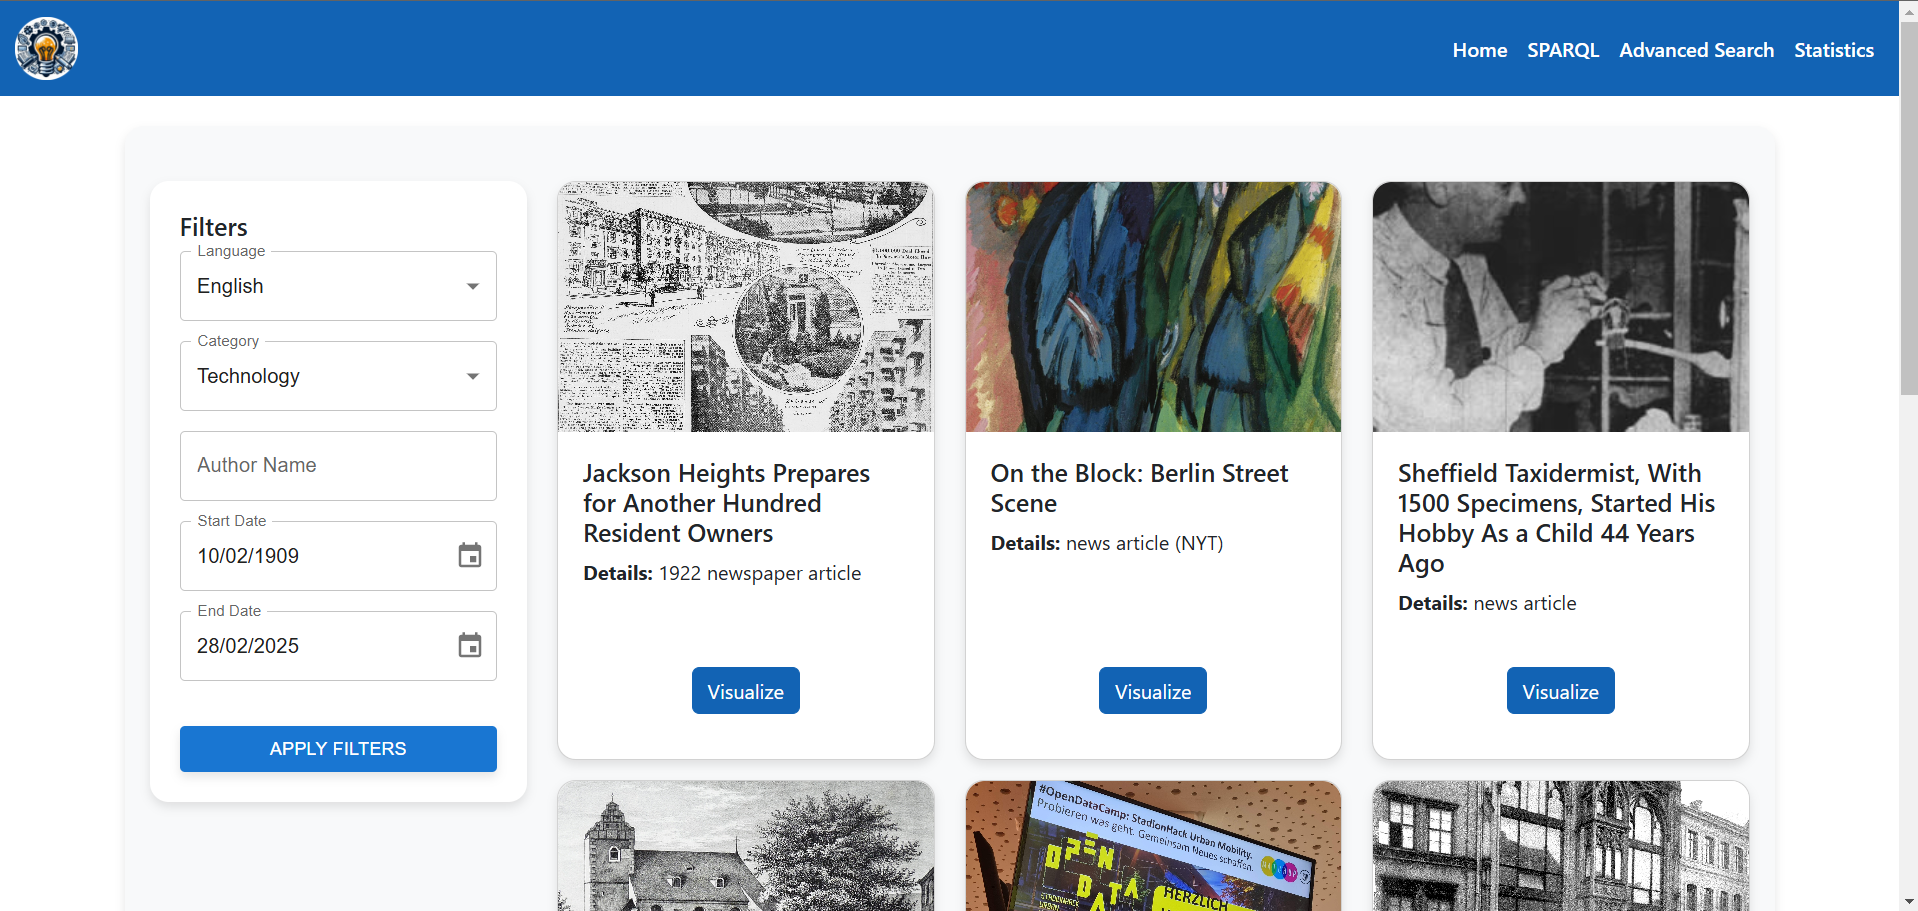 Home SPARQL Advanced Search Statistics
Filters
Language
English
Category
Technology
Author Name
Start Date
10/02/1909
End Date
28/02/2025
APPLY FILTERS
Jackson Heights Prepares
for Another Hundred
Resident Owners
Details: 1922 newspaper article
Visualize
On the Block: Berlin Street
Scene
Details: news article (NYT)
Visualize
Sheffield Taxidermist, With
1500 Specimens, Started His
Hobby As a Child 44 Years
Ago
Details: news article
Visualize
#OpenDataCamp: StadionHack Urban Mobility.
Probieren was geht. Gemeinsam Neues schaffen.
OPEN
DATA
HERZLICH